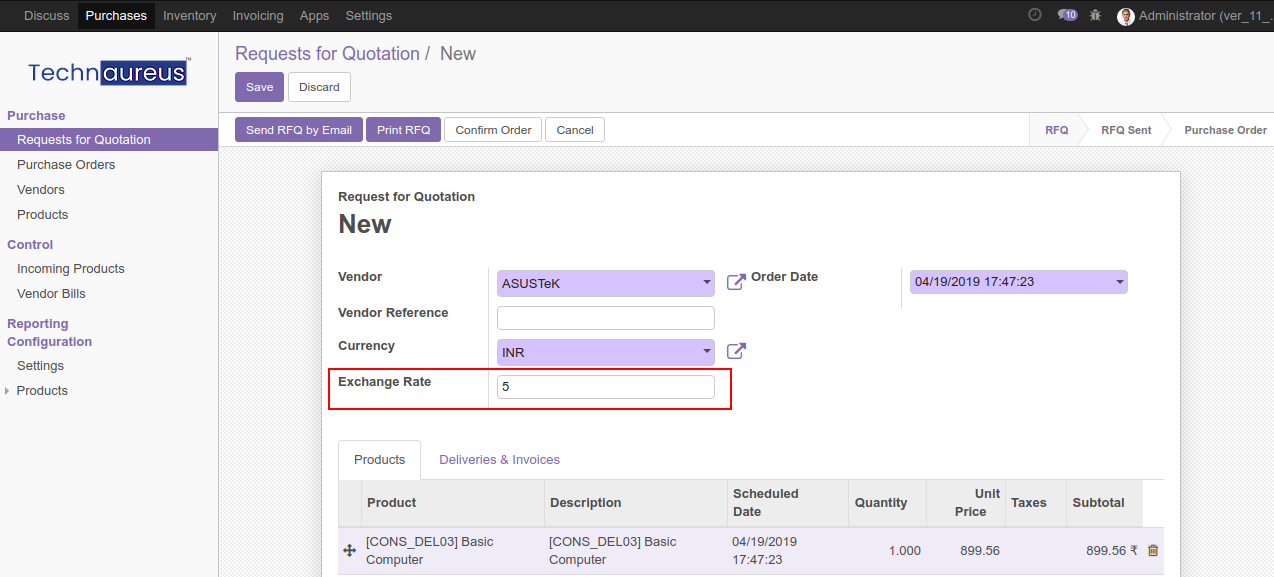 Discuss Purchases Inventory Invoicing Apps Settings 10 Administrator (ver_11_...
Technaureus™
Requests for Quotation / New
Save Discard
Send RFQ by Email Print RFQ Confirm Order Cancel RFQ RFQ Sent Purchase Order
Purchase
Requests for Quotation
Purchase Orders
Vendors
Products
Control
Incoming Products
Vendor Bills
Reporting
Configuration
Settings
Products
Request for Quotation
New
Vendor ASUSTeK Order Date 04/19/2019 17:47:23
Vendor Reference
Currency INR
Exchange Rate 5
Products Deliveries & Invoices
Product Description Scheduled Date Quantity Unit Price Taxes Subtotal
[CONS_DEL03] Basic Computer [CONS_DEL03] Basic Computer 04/19/2019 17:47:23 1.000 899.56 899.56 ₹